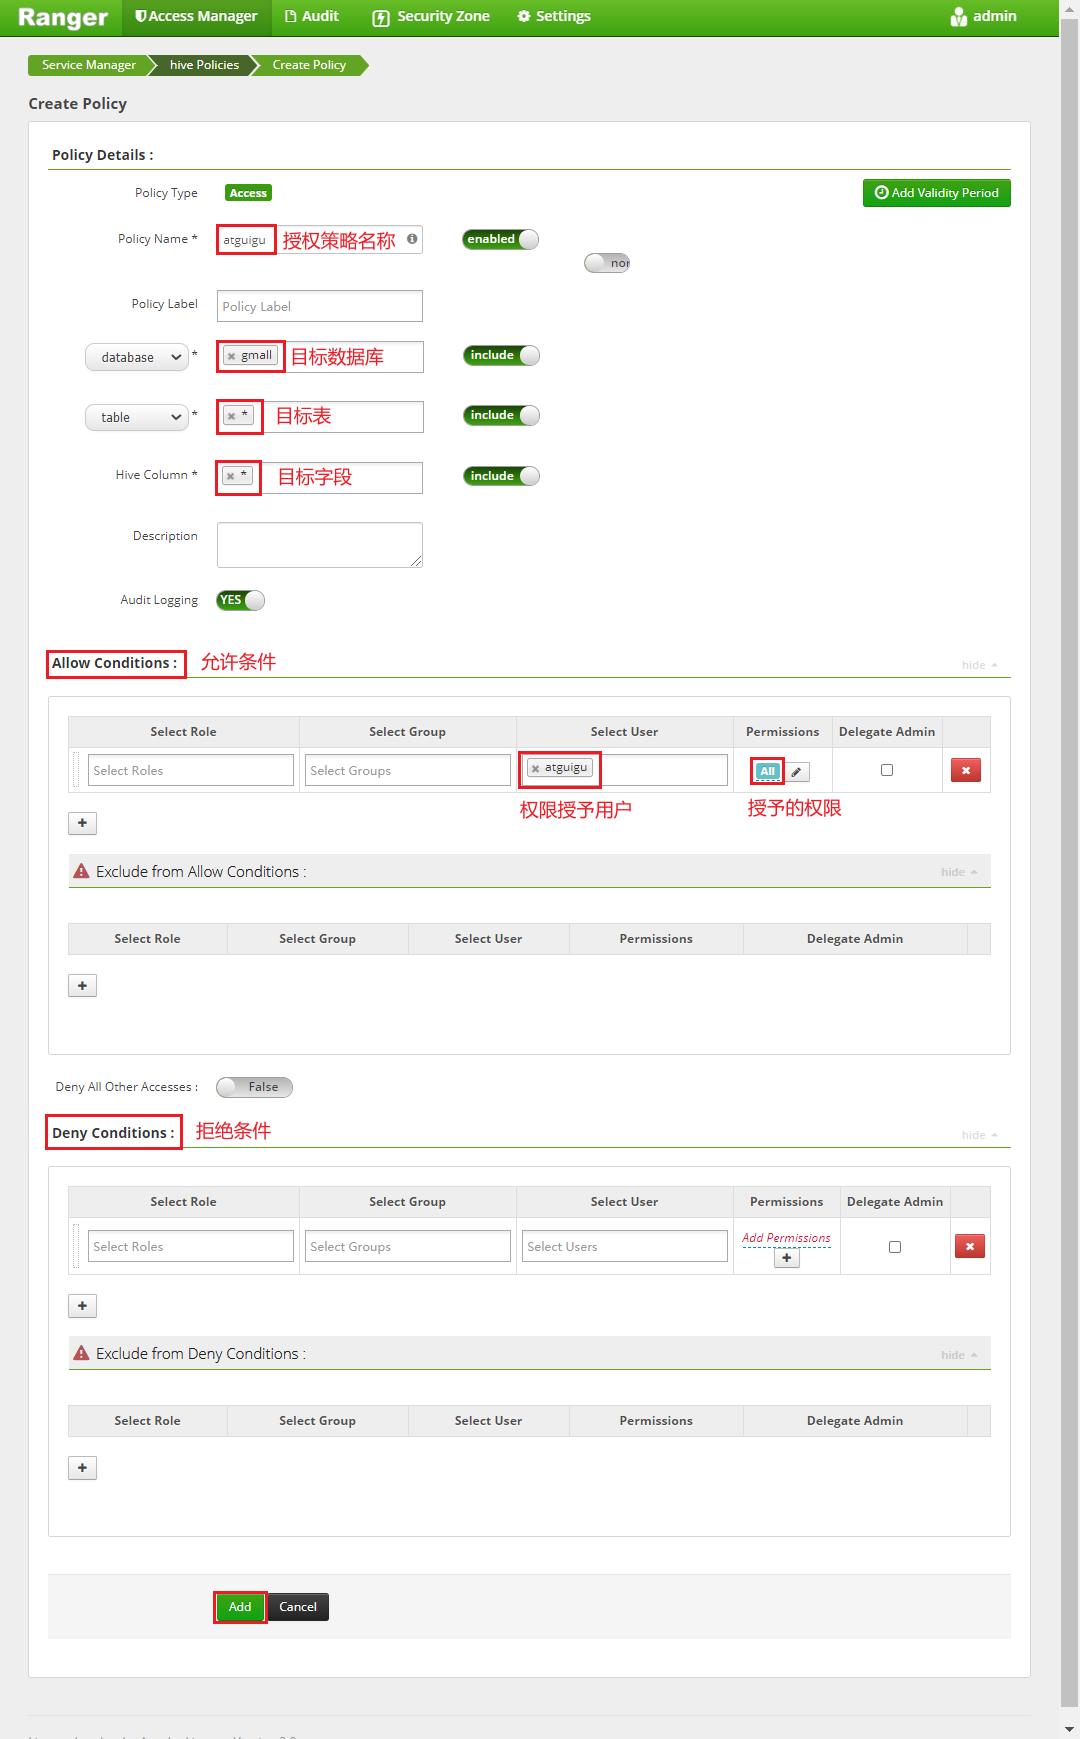 Ranger Access Manager Audit Security Zone Settings admin
Service Manager hive Policies Create Policy
Create Policy
Policy Details :
Policy Type Access Add Validity Period
Policy Name * atguigu 授权策略名称 enabled
Policy Label Policy Label
database * × gmall 目标数据库 include
table * × * 目标表 include
Hive Column * × * 目标字段 include
Description
Audit Logging YES
Allow Conditions : 允许条件 hide
Select Role Select Group Select User Permissions Delegate Admin
Select Roles Select Groups × atguigu All
权限授予用户 授予的权限
+
Exclude from Allow Conditions : hide
Select Role Select Group Select User Permissions Delegate Admin
+
Deny All Other Accesses : False
Deny Conditions : 拒绝条件 hide
Select Role Select Group Select User Permissions Delegate Admin
Select Roles Select Groups Select Users Add Permissions
+
+
Exclude from Deny Conditions : hide
Select Role Select Group Select User Permissions Delegate Admin
+
Add Cancel